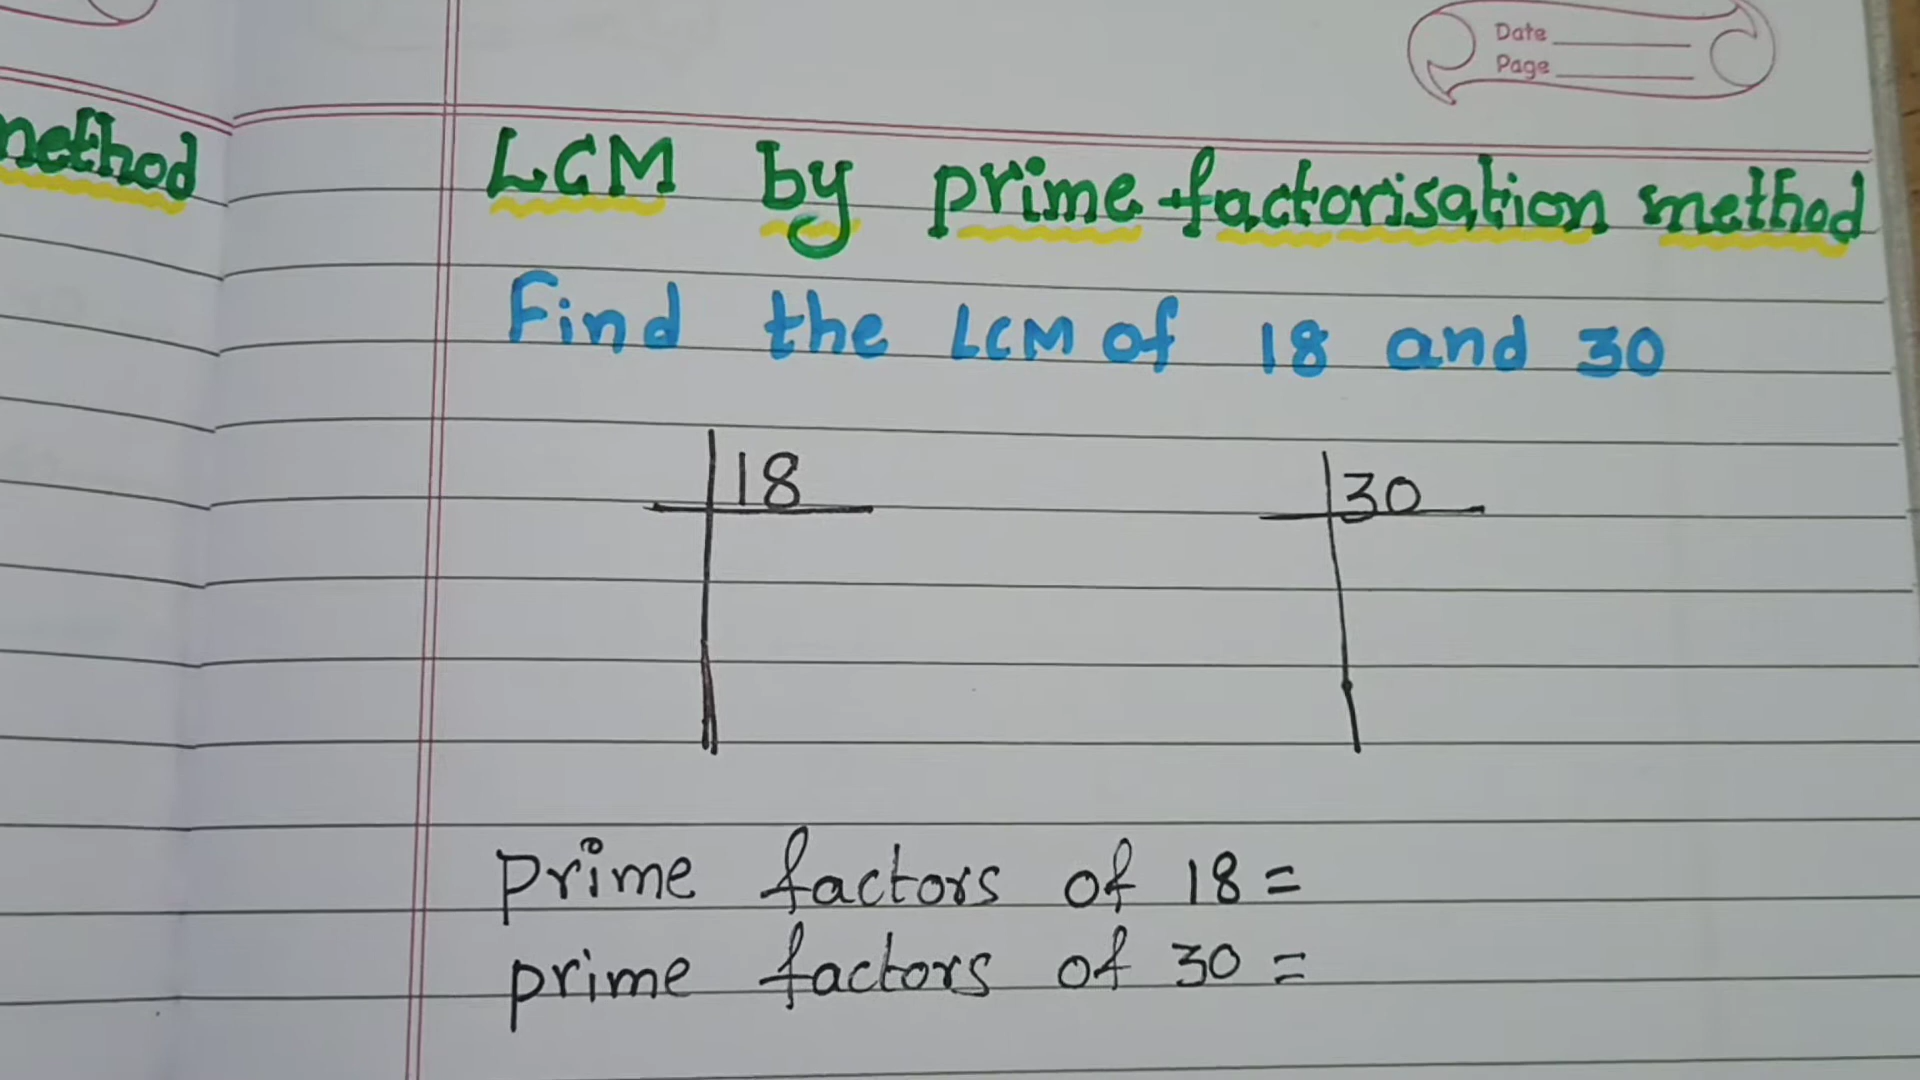 Date
Page
method
LCM by prime factorisation method
Find the LCM of 18 and 30
18 30
prime factors of 18 =
prime factors of 30 =